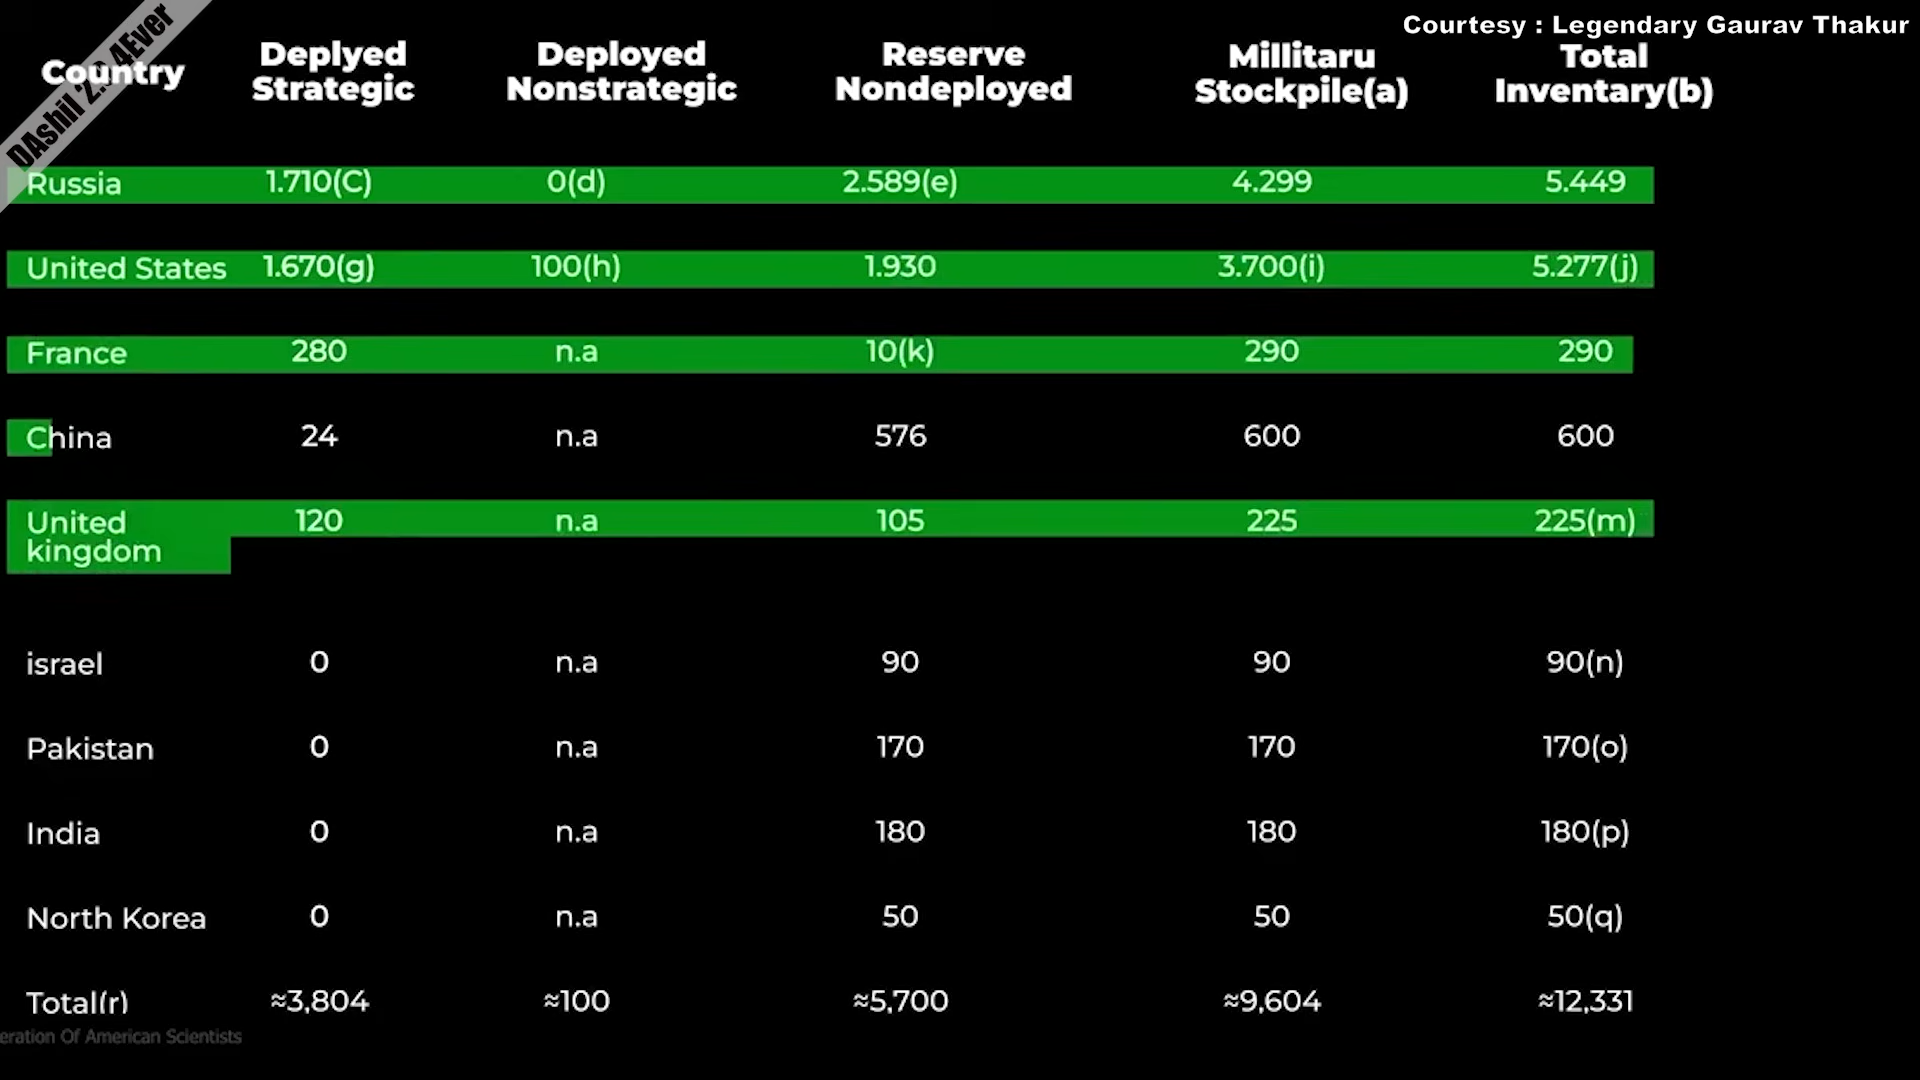 DAshil 2.0 4Ever
Courtesy : Legendary Gaurav Thakur
Country Deplyed Strategic Deployed Nonstrategic Reserve Nondeployed Millitaru Stockpile(a) Total Inventary(b)
Russia 1.710(C) 0(d) 2.589(e) 4.299 5.449
United States 1.670(g) 100(h) 1.930 3.700(i) 5.277(j)
France 280 n.a 10(k) 290 290
China 24 n.a 576 600 600
United kingdom 120 n.a 105 225 225(m)
israel 0 n.a 90 90 90(n)
Pakistan 0 n.a 170 170 170(o)
India 0 n.a 180 180 180(p)
North Korea 0 n.a 50 50 50(q)
Total(r) ≈3,804 ≈100 ≈5,700 ≈9,604 ≈12,331
eration Of American Scientists